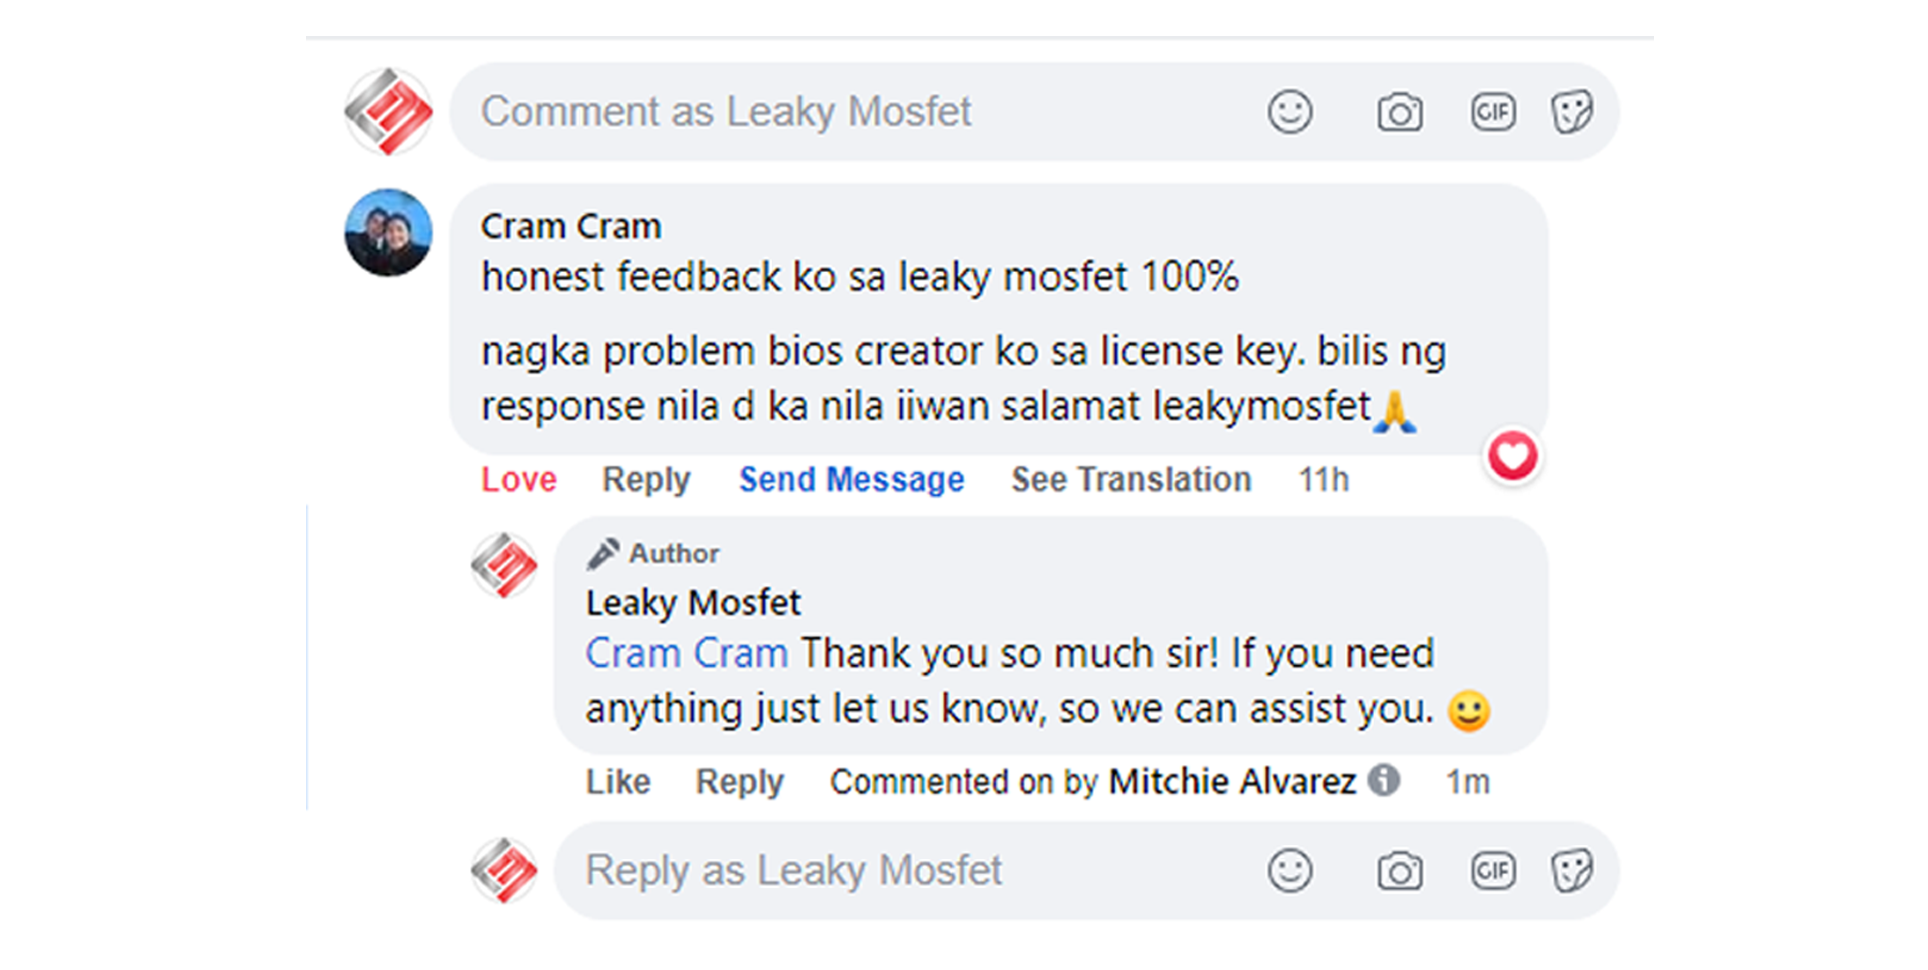 Comment as Leaky Mosfet
GIF
Cram Cram
honest feedback ko sa leaky mosfet 100%
nagka problem bios creator ko sa license key. bilis ng
response nila d ka nila iiwan salamat leakymosfet🙏
Love Reply Send Message See Translation 11h
Author
Leaky Mosfet
Cram Cram Thank you so much sir! If you need
anything just let us know, so we can assist you. 🙂
Like Reply Commented on by Mitchie Alvarez 1m
Reply as Leaky Mosfet
GIF